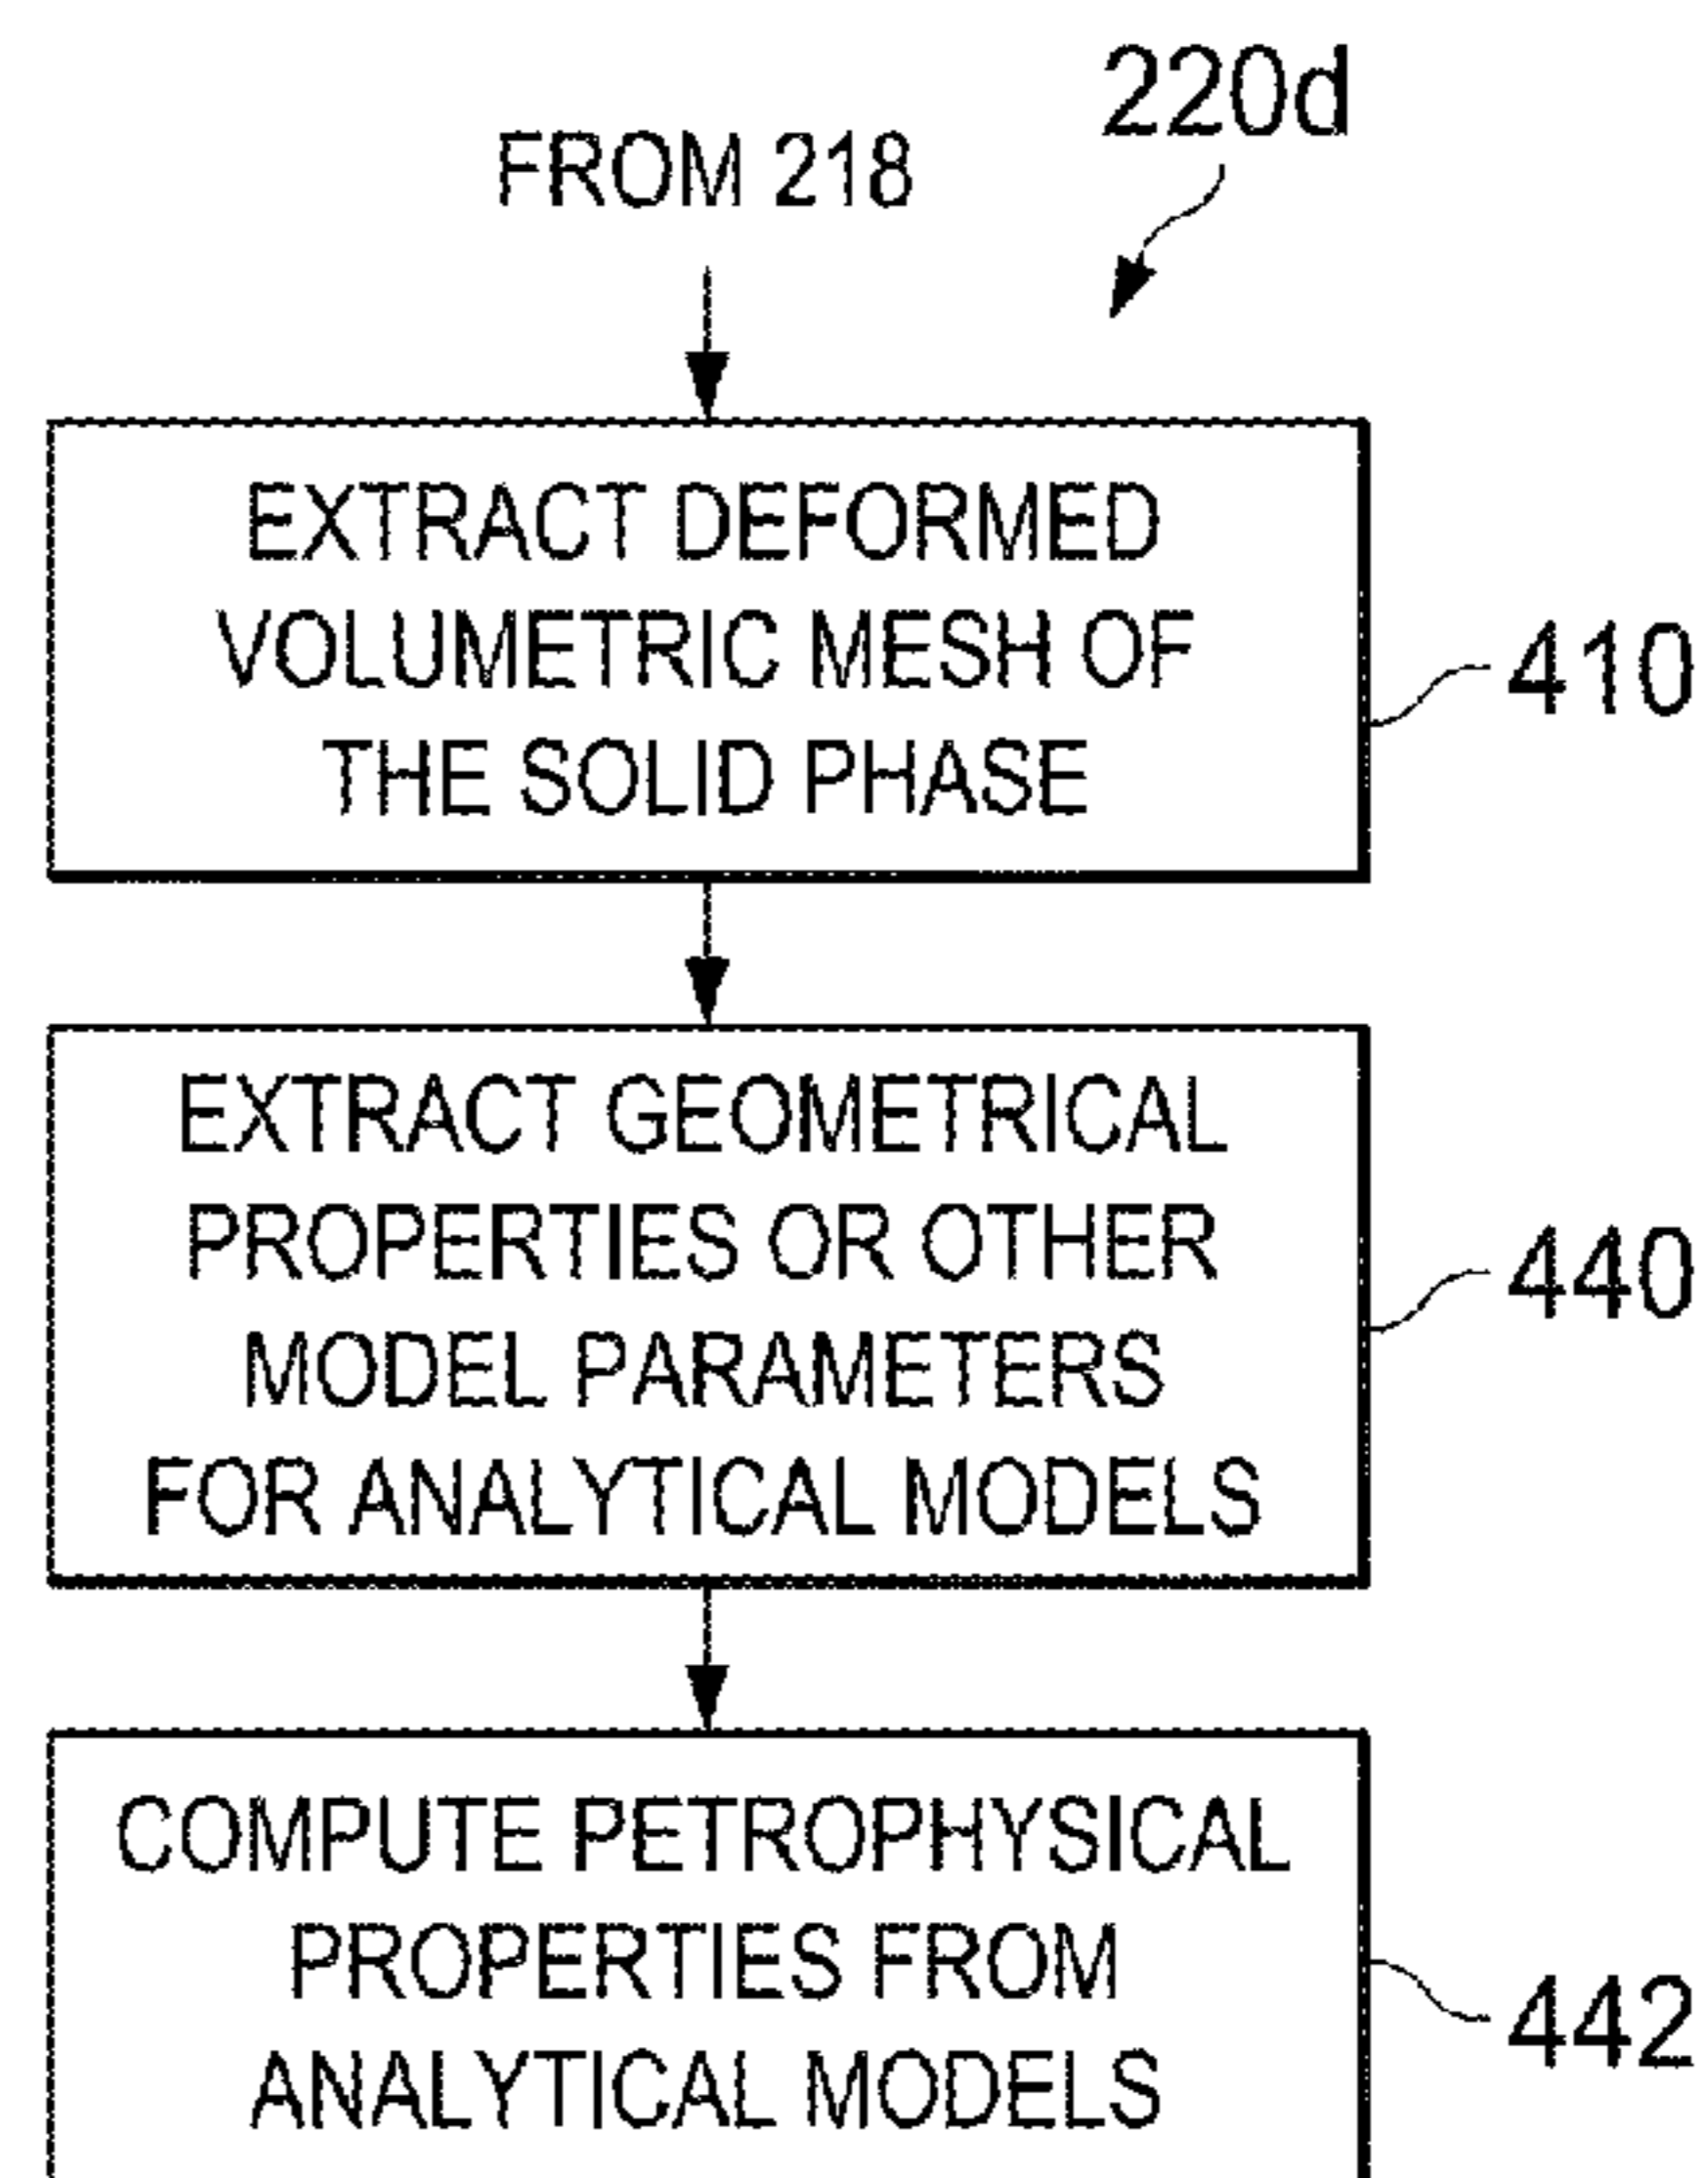 220d
FROM 218
EXTRACT DEFORMED
VOLUMETRIC MESH OF
THE SOLID PHASE
410
EXTRACT GEOMETRICAL
PROPERTIES OR OTHER
MODEL PARAMETERS
FOR ANALYTICAL MODELS
440
COMPUTE PETROPHYSICAL
PROPERTIES FROM
ANALYTICAL MODELS
442